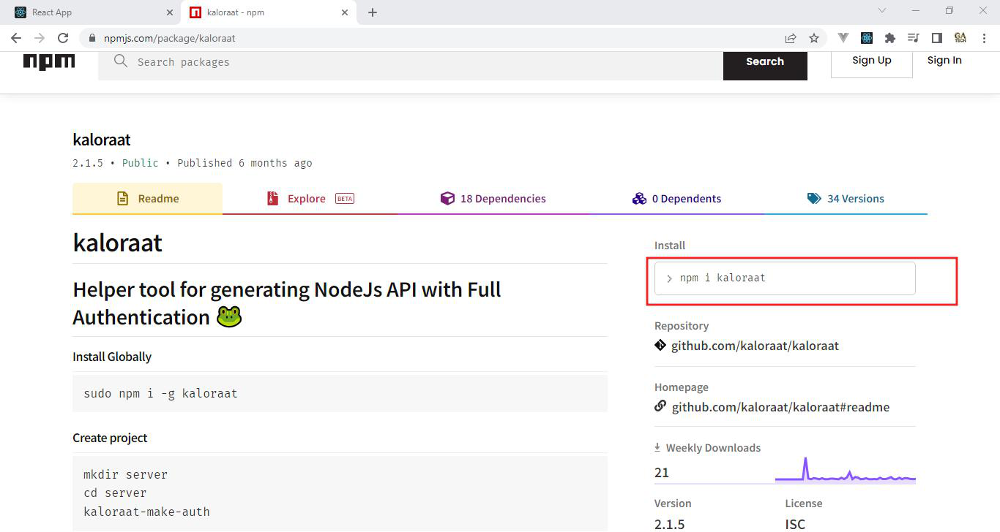 React App
kaloraat - npm
npmjs.com/package/kaloraat
GA
TECH
npm
Search packages
Search
Sign Up
Sign In
kaloraat
2.1.5 • Public • Published 6 months ago
Readme
Explore BETA
18 Dependencies
0 Dependents
34 Versions
kaloraat
Helper tool for generating NodeJs API with Full
Authentication 🐸
Install Globally
sudo npm i -g kaloraat
Create project
mkdir server
cd server
kaloraat-make-auth
Install
> npm i kaloraat
Repository
github.com/kaloraat/kaloraat
Homepage
github.com/kaloraat/kaloraat#readme
Weekly Downloads
21
Version
2.1.5
License
ISC